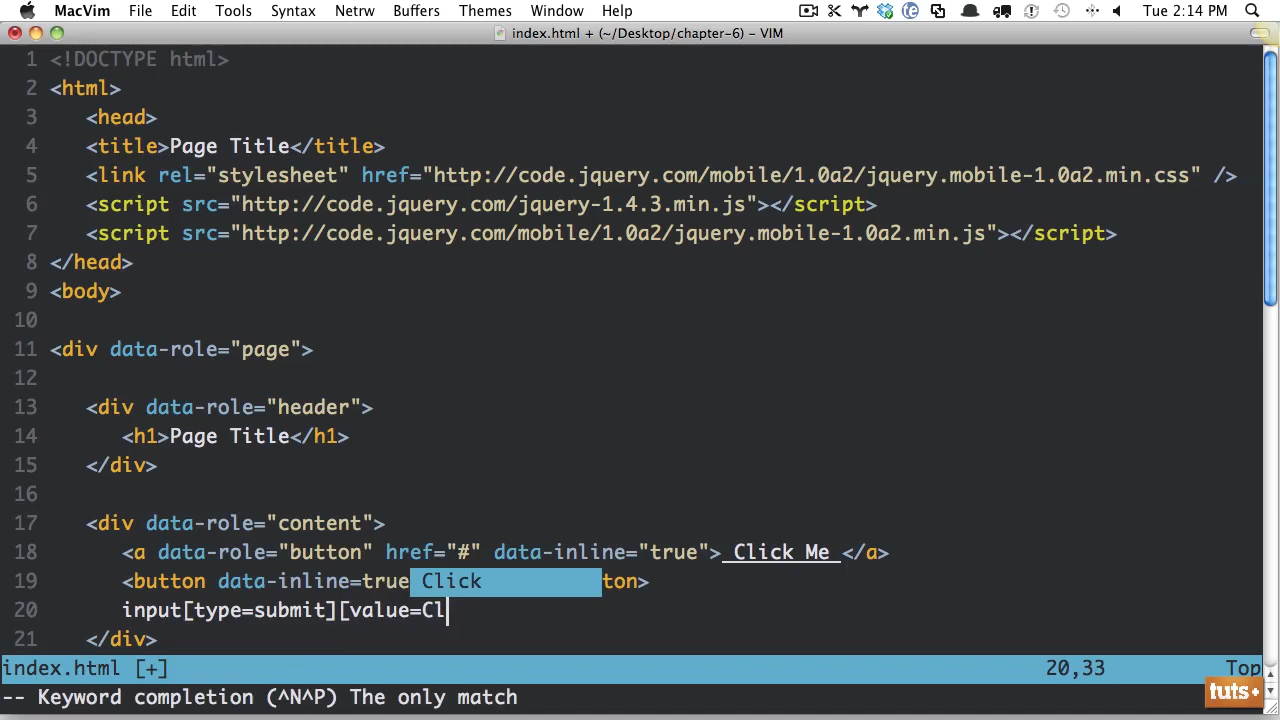 MacVim File Edit Tools Syntax Netrw Buffers Themes Window Help Tue 2:14 PM
index.html + (~/Desktop/chapter-6) – VIM
1 <!DOCTYPE html>
2 <html>
3 <head>
4 <title>Page Title</title>
5 <link rel="stylesheet" href="http://code.jquery.com/mobile/1.0a2/jquery.mobile-1.0a2.min.css" />
6 <script src="http://code.jquery.com/jquery-1.4.3.min.js"></script>
7 <script src="http://code.jquery.com/mobile/1.0a2/jquery.mobile-1.0a2.min.js"></script>
8 </head>
9 <body>
10
11 <div data-role="page">
12
13 <div data-role="header">
14 <h1>Page Title</h1>
15 </div>
16
17 <div data-role="content">
18 <a data-role="button" href="#" data-inline="true"> Click Me </a>
19 <button data-inline=true Click ton>
20 input[type=submit][value=Cl
21 </div>
index.html [+] 20,33 Top
-- Keyword completion (^N^P) The only match
tuts+